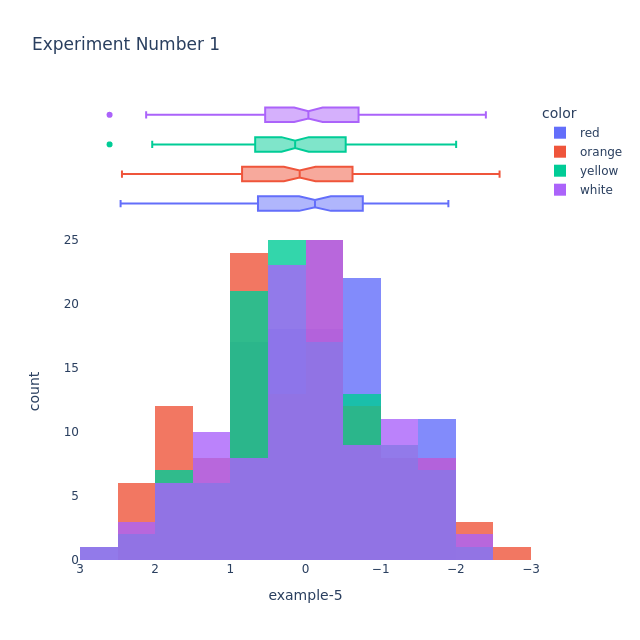 Experiment Number 1
color
red
orange
yellow
white
25
20
15
10
5
0
count
3
2
1
0
−1
−2
−3
example-5